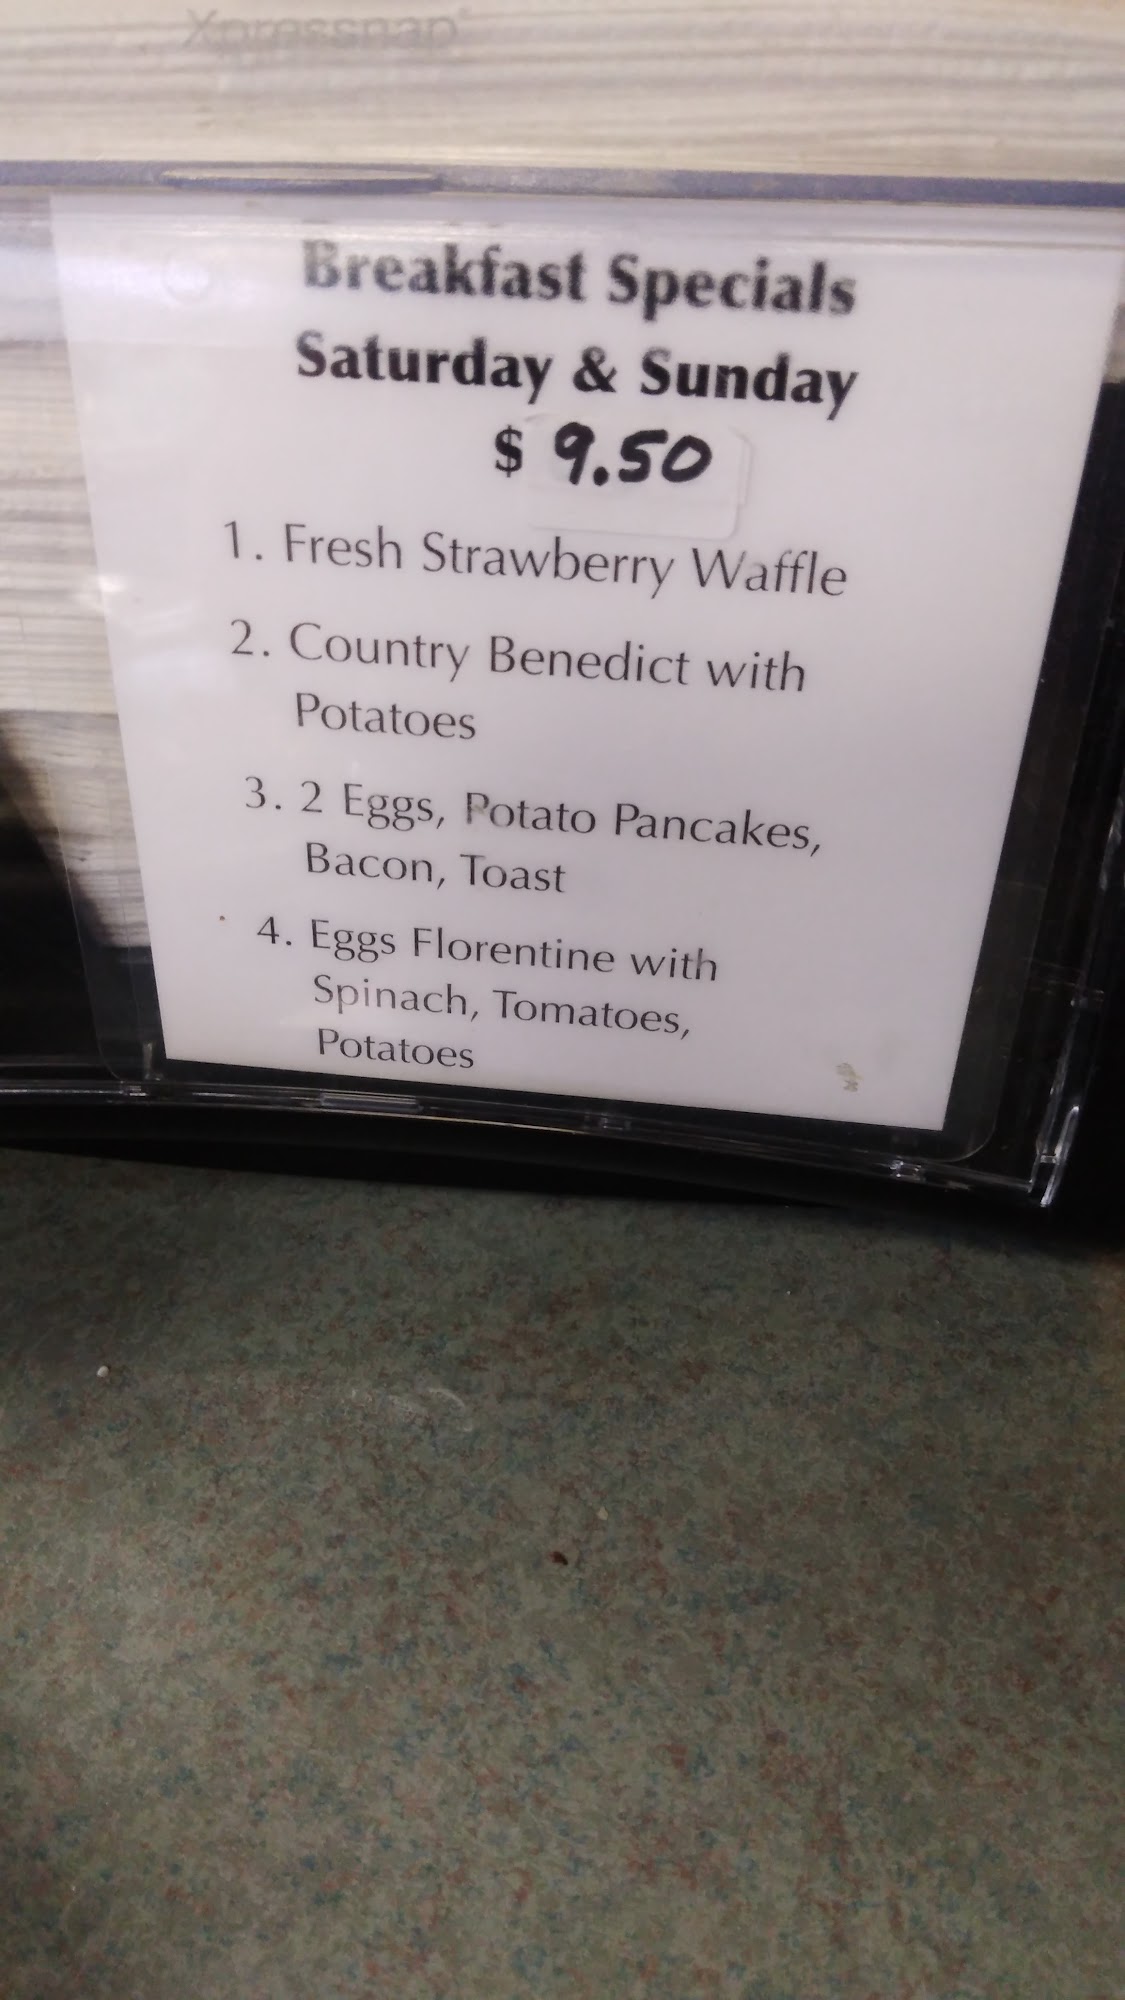 Xpressnap
Breakfast Specials
Saturday & Sunday
$ 9.50
1. Fresh Strawberry Waffle
2. Country Benedict with
Potatoes
3. 2 Eggs, Potato Pancakes,
Bacon, Toast
4. Eggs Florentine with
Spinach, Tomatoes,
Potatoes